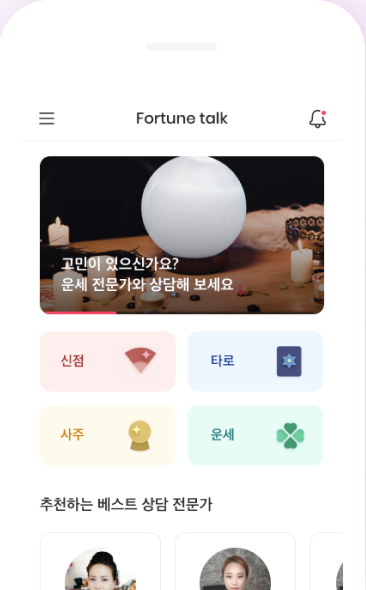 Fortune talk
고민이 있으신가요?
운세 전문가와 상담해 보세요
신점
타로
사주
운세
추천하는 베스트 상담 전문가